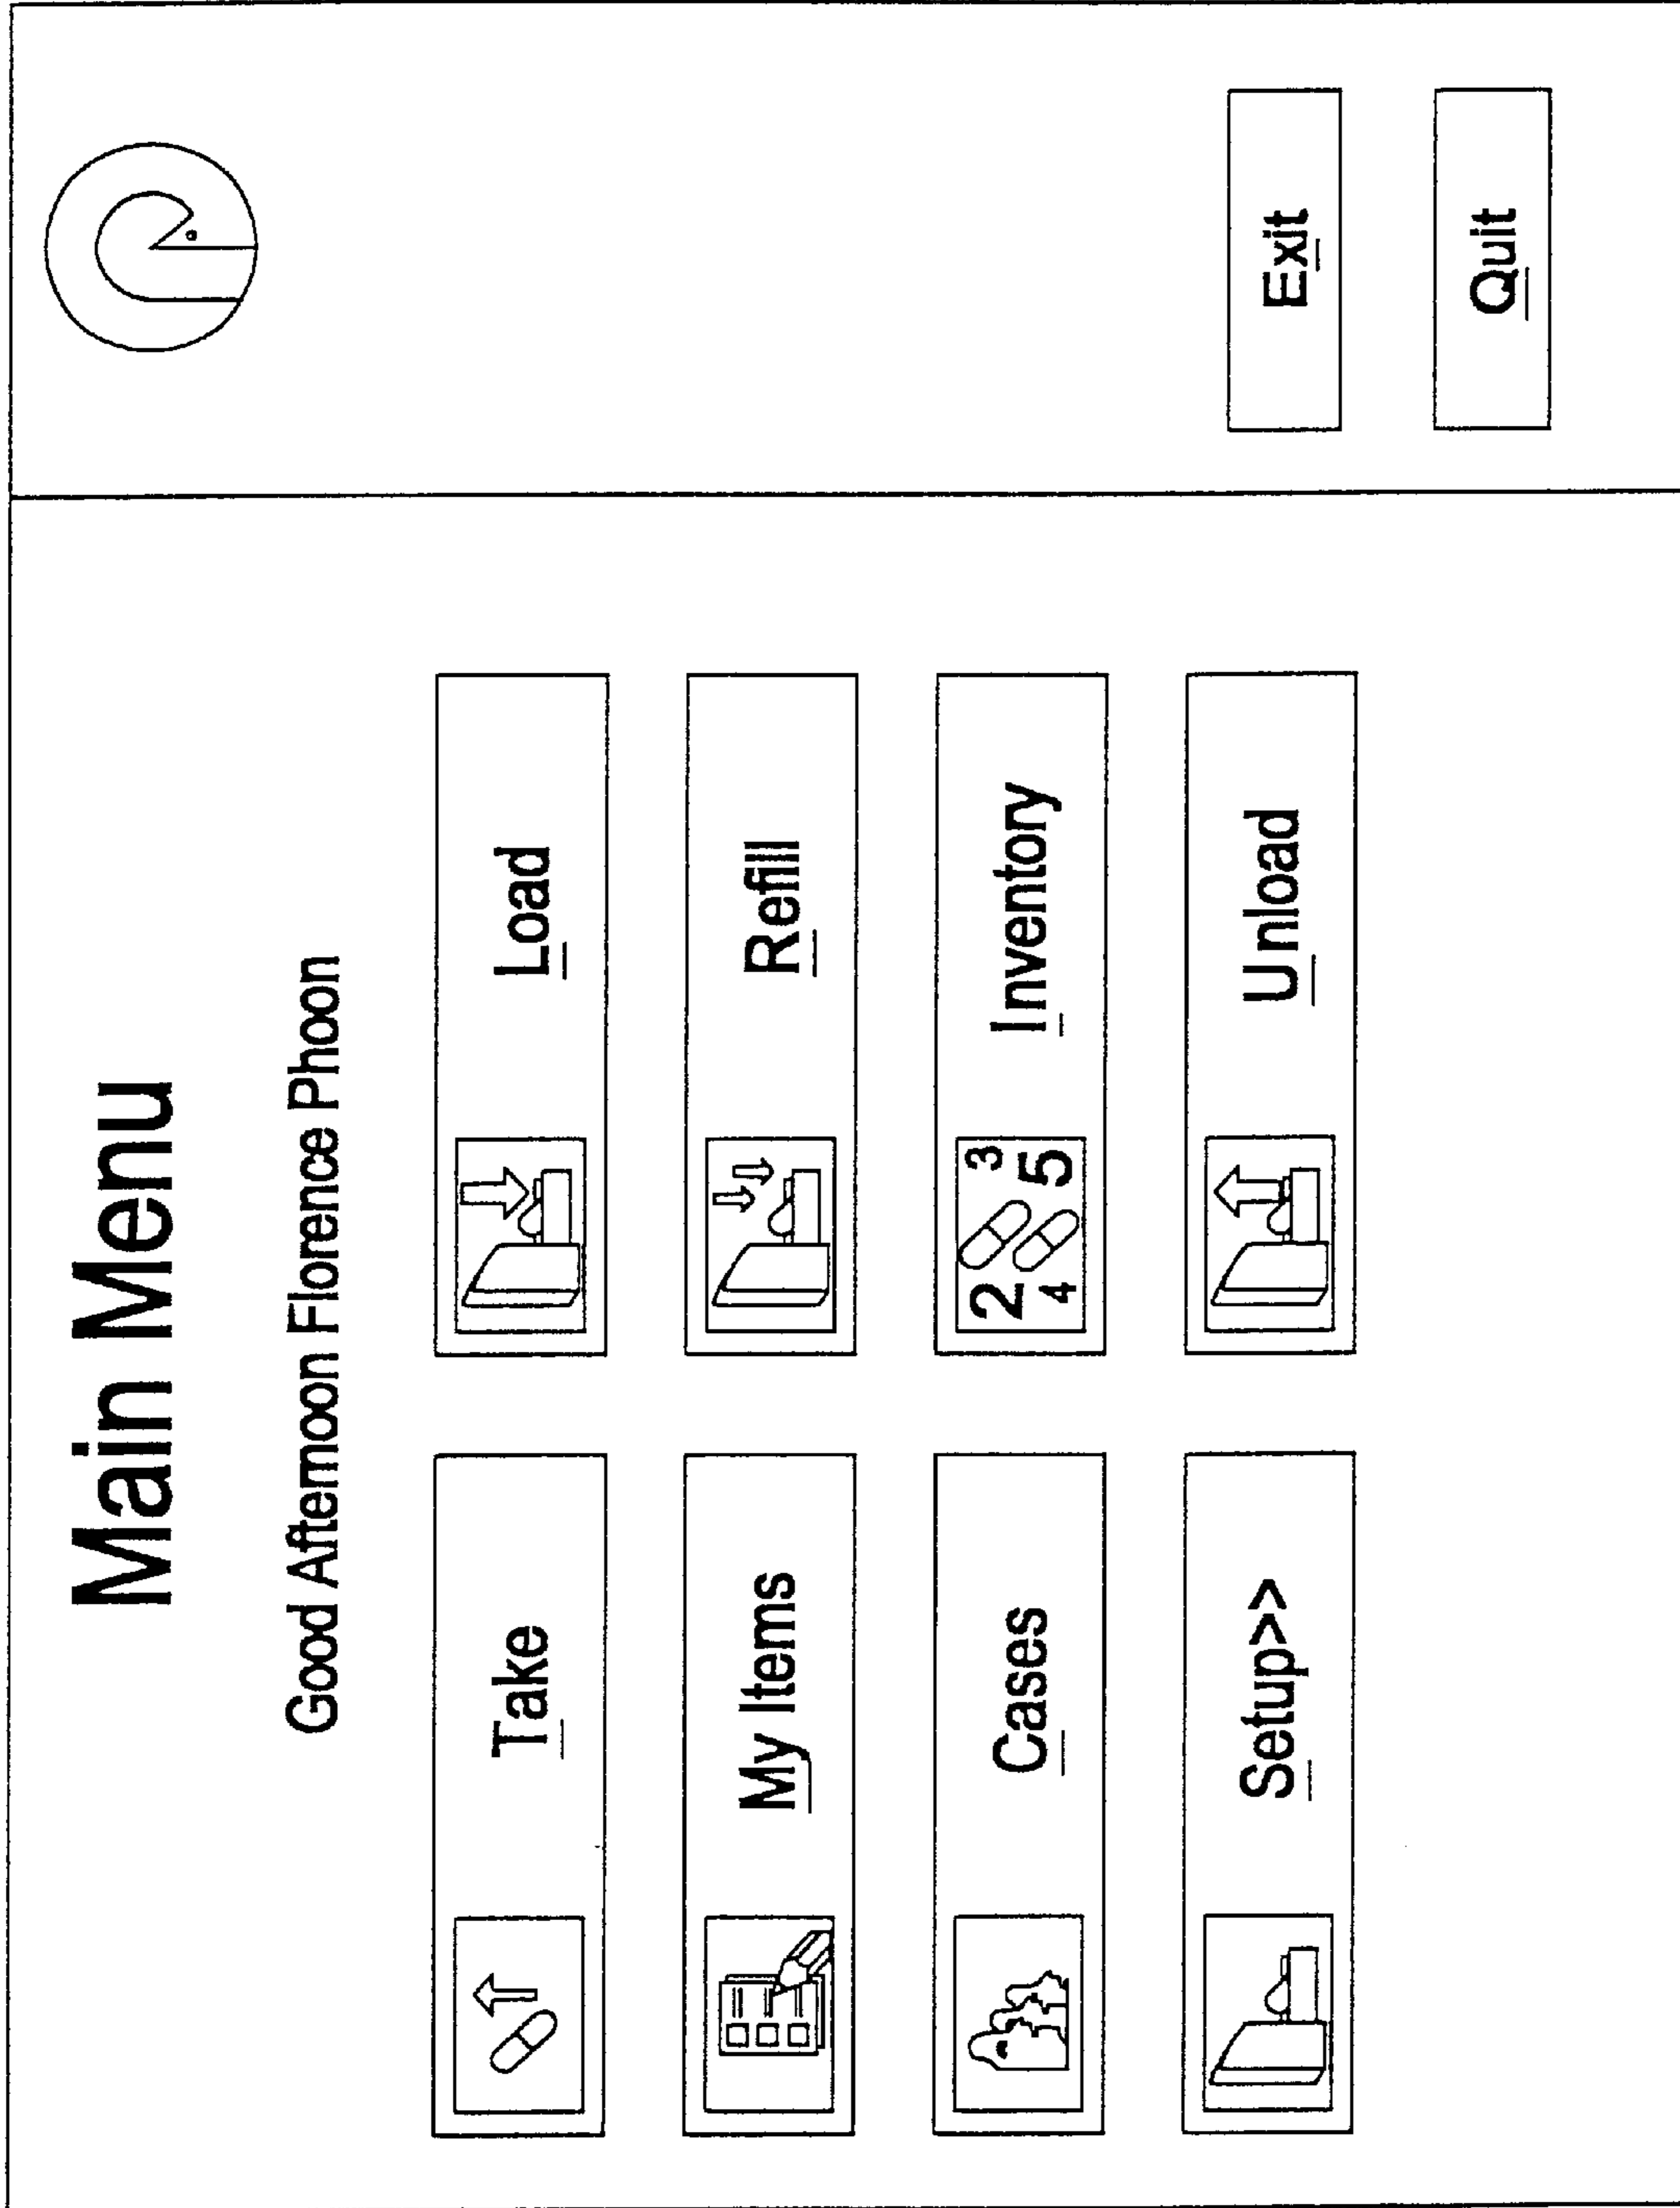 Main Menu
Good Afternoon Florence Phoon
Take
Load
My Items
Refill
Cases
2 3
4 5
Inventory
Setup>>
Unload
Exit
Quit